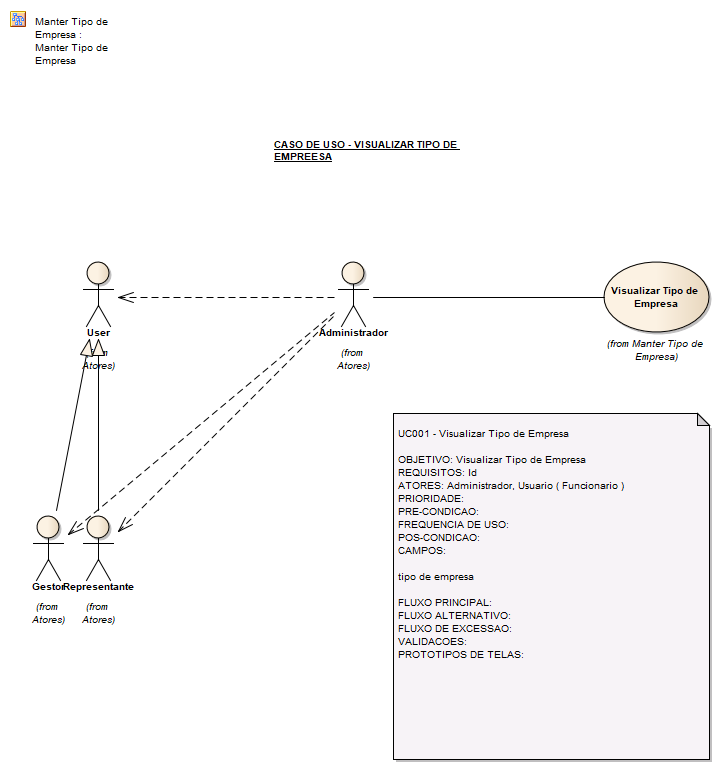 Manter Tipo de
Empresa :
Manter Tipo de
Empresa
CASO DE USO - VISUALIZAR TIPO DE
EMPREESA
User
(from
Atores)
Administrador
(from
Atores)
Visualizar Tipo de
Empresa
(from Manter Tipo de
Empresa)
Gestor
(from
Atores)
Representante
(from
Atores)
UC001 - Visualizar Tipo de Empresa
OBJETIVO: Visualizar Tipo de Empresa
REQUISITOS: Id
ATORES: Administrador, Usuario ( Funcionario )
PRIORIDADE:
PRE-CONDICAO:
FREQUENCIA DE USO:
POS-CONDICAO:
CAMPOS:
tipo de empresa
FLUXO PRINCIPAL:
FLUXO ALTERNATIVO:
FLUXO DE EXCESSAO:
VALIDACOES:
PROTOTIPOS DE TELAS: